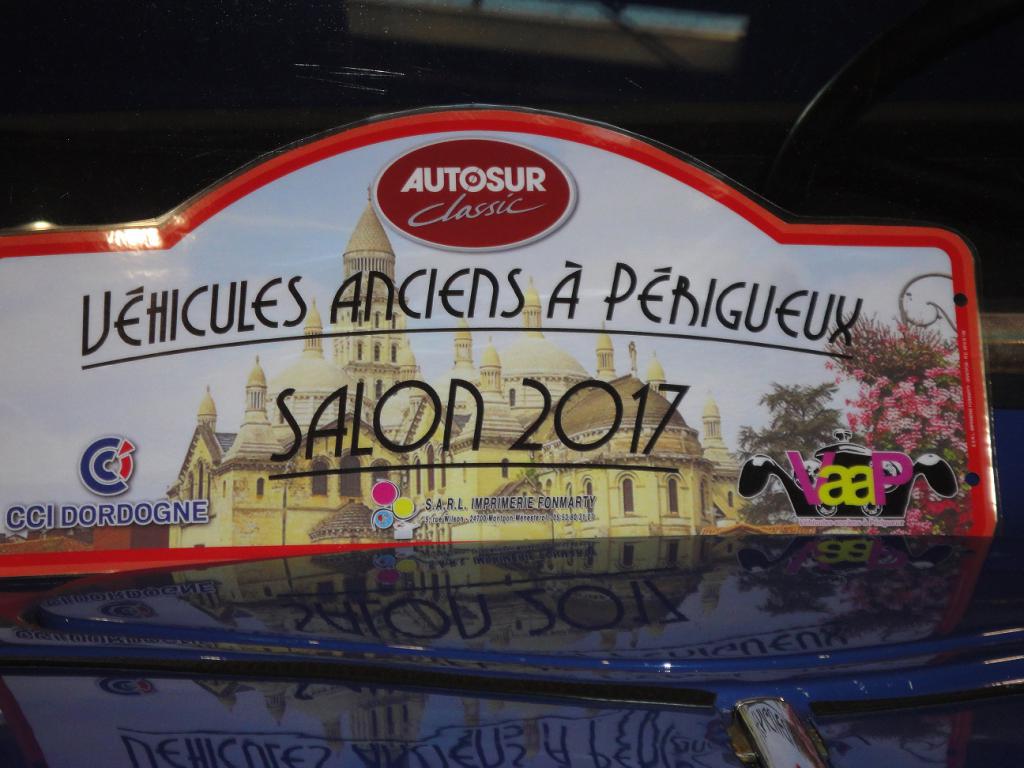 AUTOSUR
Classic
VÉHICULES ANCIENS À PÉRIGUEUX
SALON 2017
CCI DORDOGNE
S.A.R.L. IMPRIMERIE FONMARTY
VaaP